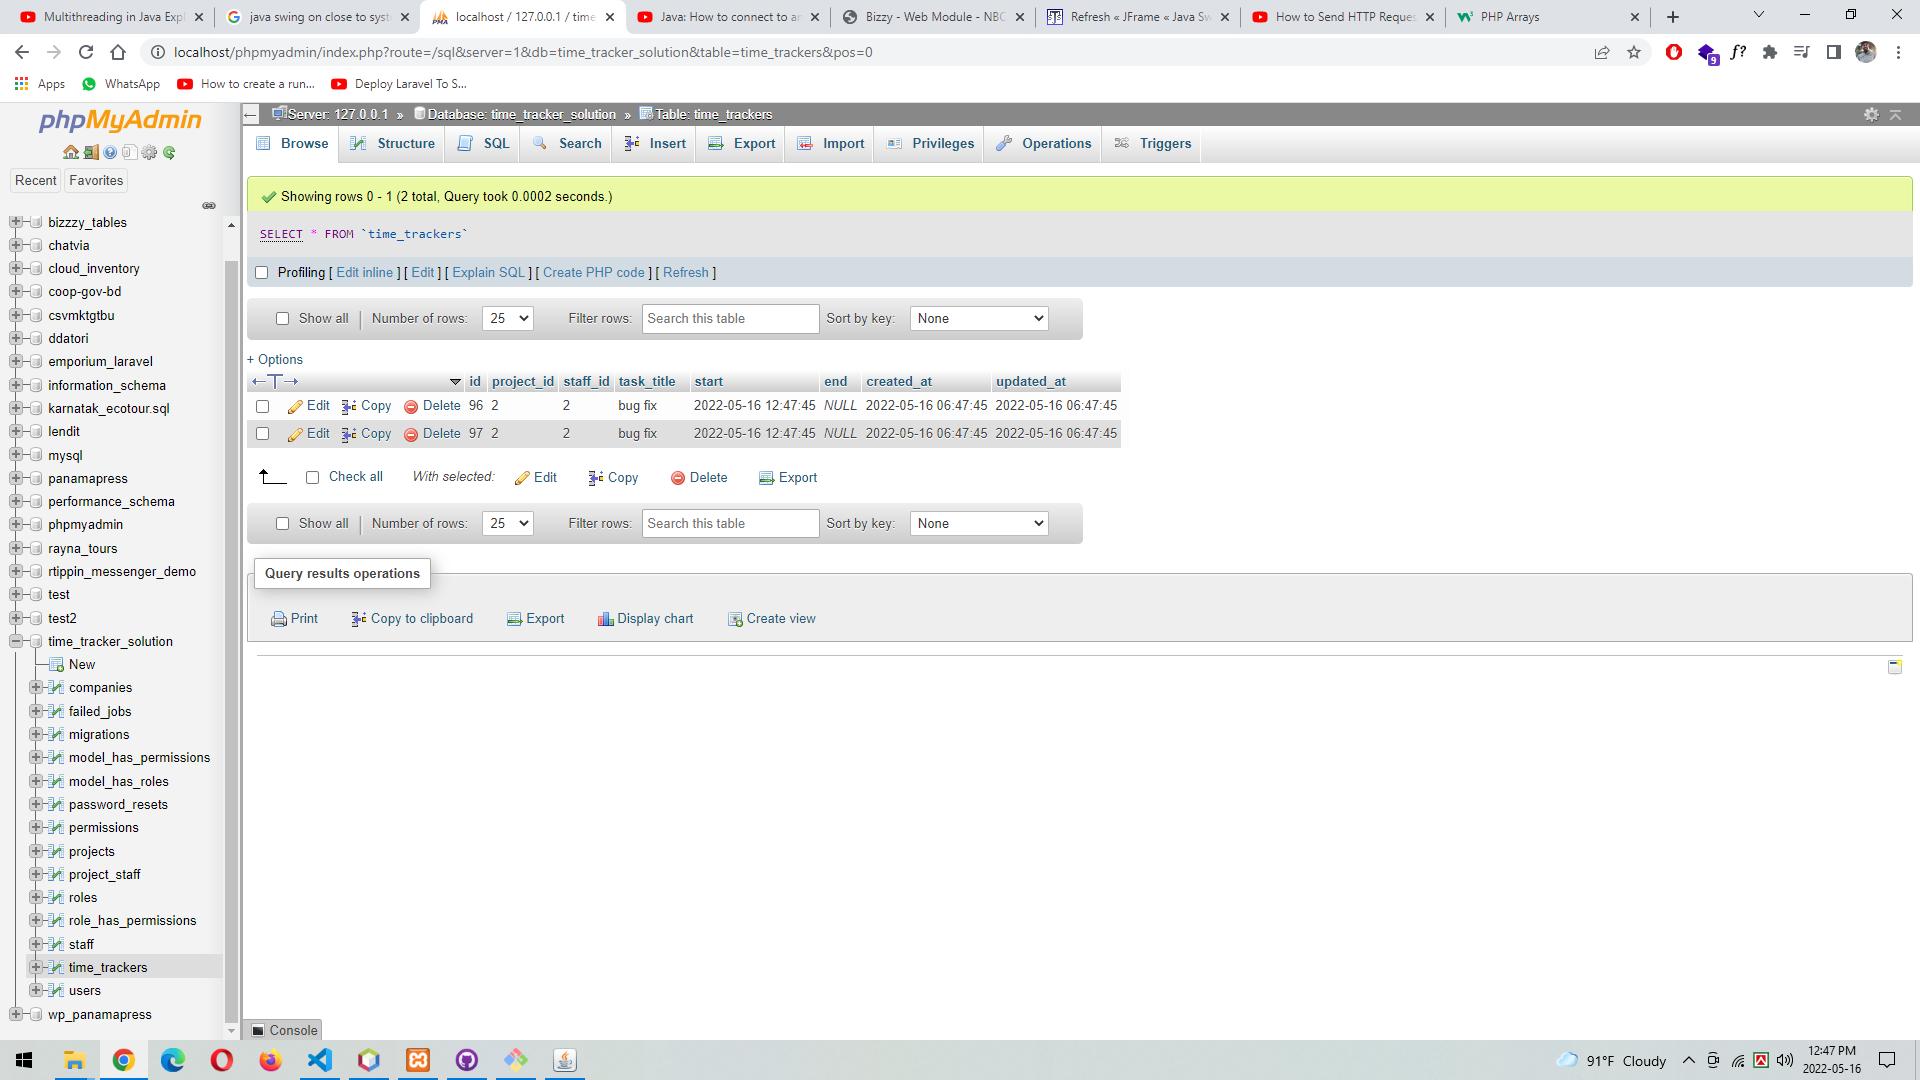 Multithreading in Java Expl
java swing on close to syst
localhost / 127.0.0.1 / time
Java: How to connect to an
Bizzy - Web Module - NBC
Refresh « JFrame « Java Sw
How to Send HTTP Reques
PHP Arrays
localhost/phpmyadmin/index.php?route=/sql&server=1&db=time_tracker_solution&table=time_trackers&pos=0
9
f?
Apps
WhatsApp
How to create a run...
Deploy Laravel To S...
phpMyAdmin
Recent
Favorites
bizzzy_tables
chatvia
cloud_inventory
coop-gov-bd
csvmktgtbu
ddatori
emporium_laravel
information_schema
karnatak_ecotour.sql
lendit
mysql
panamapress
performance_schema
phpmyadmin
rayna_tours
rtippin_messenger_demo
test
test2
time_tracker_solution
New
companies
failed_jobs
migrations
model_has_permissions
model_has_roles
password_resets
permissions
projects
project_staff
roles
role_has_permissions
staff
time_trackers
users
wp_panamapress
Server: 127.0.0.1 » Database: time_tracker_solution » Table: time_trackers
Browse Structure SQL Search Insert Export Import Privileges Operations Triggers
Showing rows 0 - 1 (2 total, Query took 0.0002 seconds.)
SELECT * FROM `time_trackers`
Profiling [ Edit inline ] [ Edit ] [ Explain SQL ] [ Create PHP code ] [ Refresh ]
Show all | Number of rows: 25 Filter rows: Search this table Sort by key: None
+ Options
←T→ id project_id staff_id task_title start end created_at updated_at
Edit Copy Delete 96 2 2 bug fix 2022-05-16 12:47:45 NULL 2022-05-16 06:47:45 2022-05-16 06:47:45
Edit Copy Delete 97 2 2 bug fix 2022-05-16 12:47:45 NULL 2022-05-16 06:47:45 2022-05-16 06:47:45
Check all With selected: Edit Copy Delete Export
Show all | Number of rows: 25 Filter rows: Search this table Sort by key: None
Query results operations
Print Copy to clipboard Export Display chart Create view
Console
91°F Cloudy
12:47 PM
2022-05-16